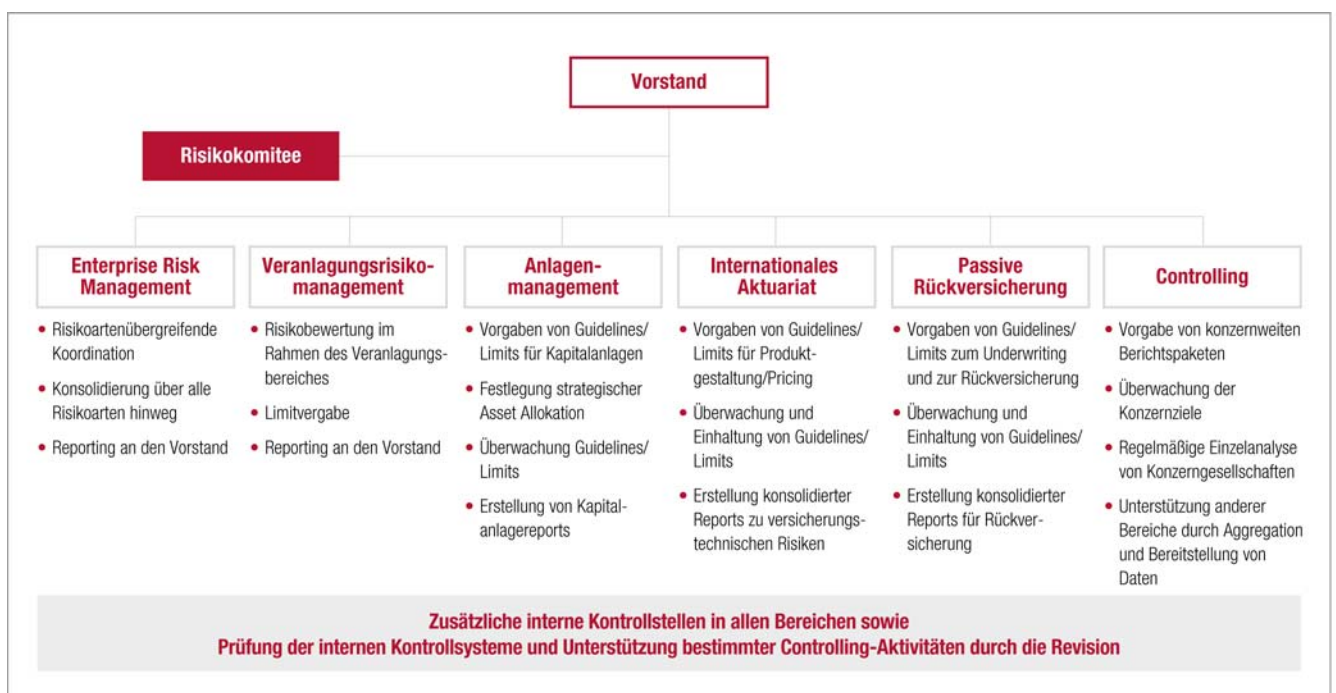 Vorstand
Risikokomitee
Enterprise Risk
Management
• Risikoartenübergreifende
Koordination
• Konsolidierung über alle
Risikoarten hinweg
• Reporting an den Vorstand
Veranlagungsrisiko-
management
• Risikobewertung im
Rahmen des Veranlagungs-
bereiches
• Limitvergabe
• Reporting an den Vorstand
Anlagen-
management
• Vorgaben von Guidelines/
Limits für Kapitalanlagen
• Festlegung strategischer
Asset Allokation
• Überwachung Guidelines/
Limits
• Erstellung von Kapital-
anlagereports
Internationales
Aktuariat
• Vorgaben von Guidelines/
Limits für Produkt-
gestaltung/Pricing
• Überwachung und
Einhaltung von Guidelines/
Limits
• Erstellung konsolidierter
Reports zu versicherungs-
technischen Risiken
Passive
Rückversicherung
• Vorgaben von Guidelines/
Limits zum Underwriting
und zur Rückversicherung
• Überwachung und
Einhaltung von Guidelines/
Limits
• Erstellung konsolidierter
Reports für Rückver-
sicherung
Controlling
• Vorgabe von konzernweiten
Berichtspaketen
• Überwachung der
Konzernziele
• Regelmäßige Einzelanalyse
von Konzerngesellschaften
• Unterstützung anderer
Bereiche durch Aggregation
und Bereitstellung von
Daten
Zusätzliche interne Kontrollstellen in allen Bereichen sowie
Prüfung der internen Kontrollsysteme und Unterstützung bestimmter Controlling-Aktivitäten durch die Revision